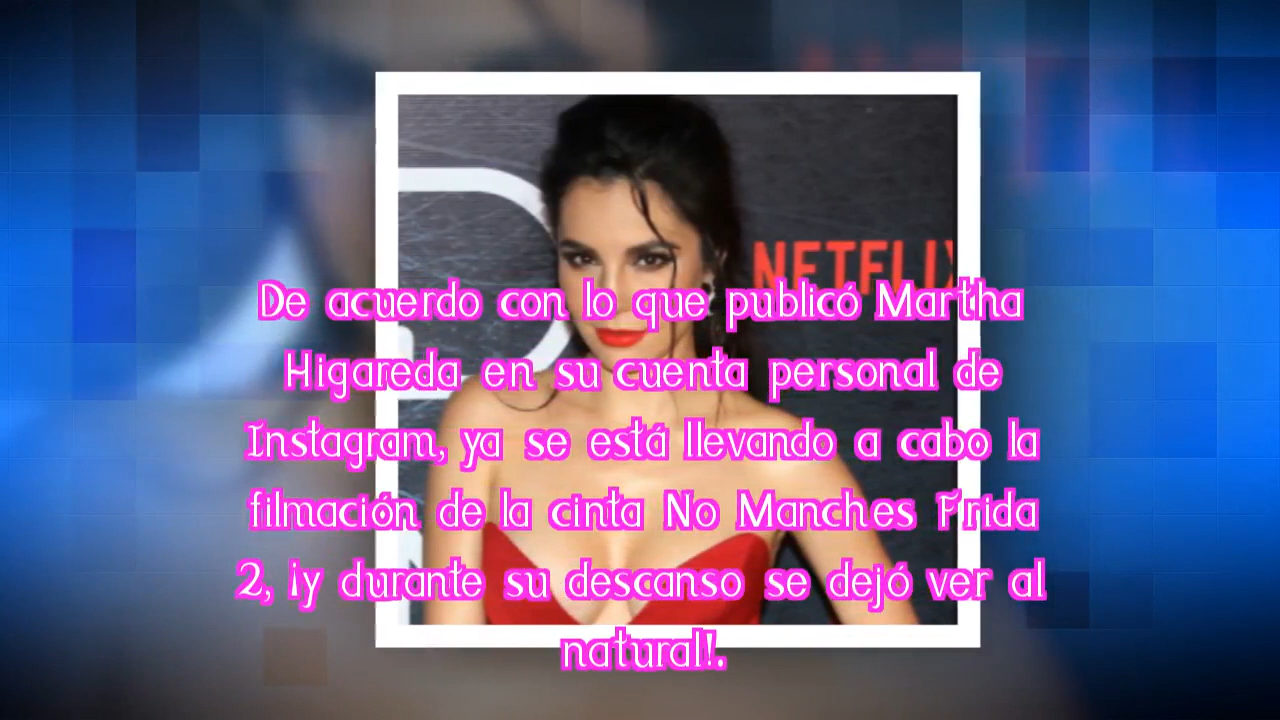 NETFLIX
De acuerdo con lo que publicó Martha
Higareda en su cuenta personal de
Instagram, ya se está llevando a cabo la
filmación de la cinta No Manches Frida
2, ¡y durante su descanso se dejó ver al
natural!.